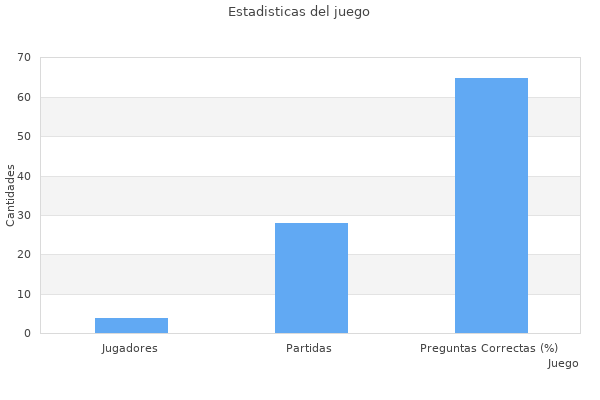 Estadisticas del juego
Cantidades
70
60
50
40
30
20
10
0
Jugadores
Partidas
Preguntas Correctas (%)
Juego